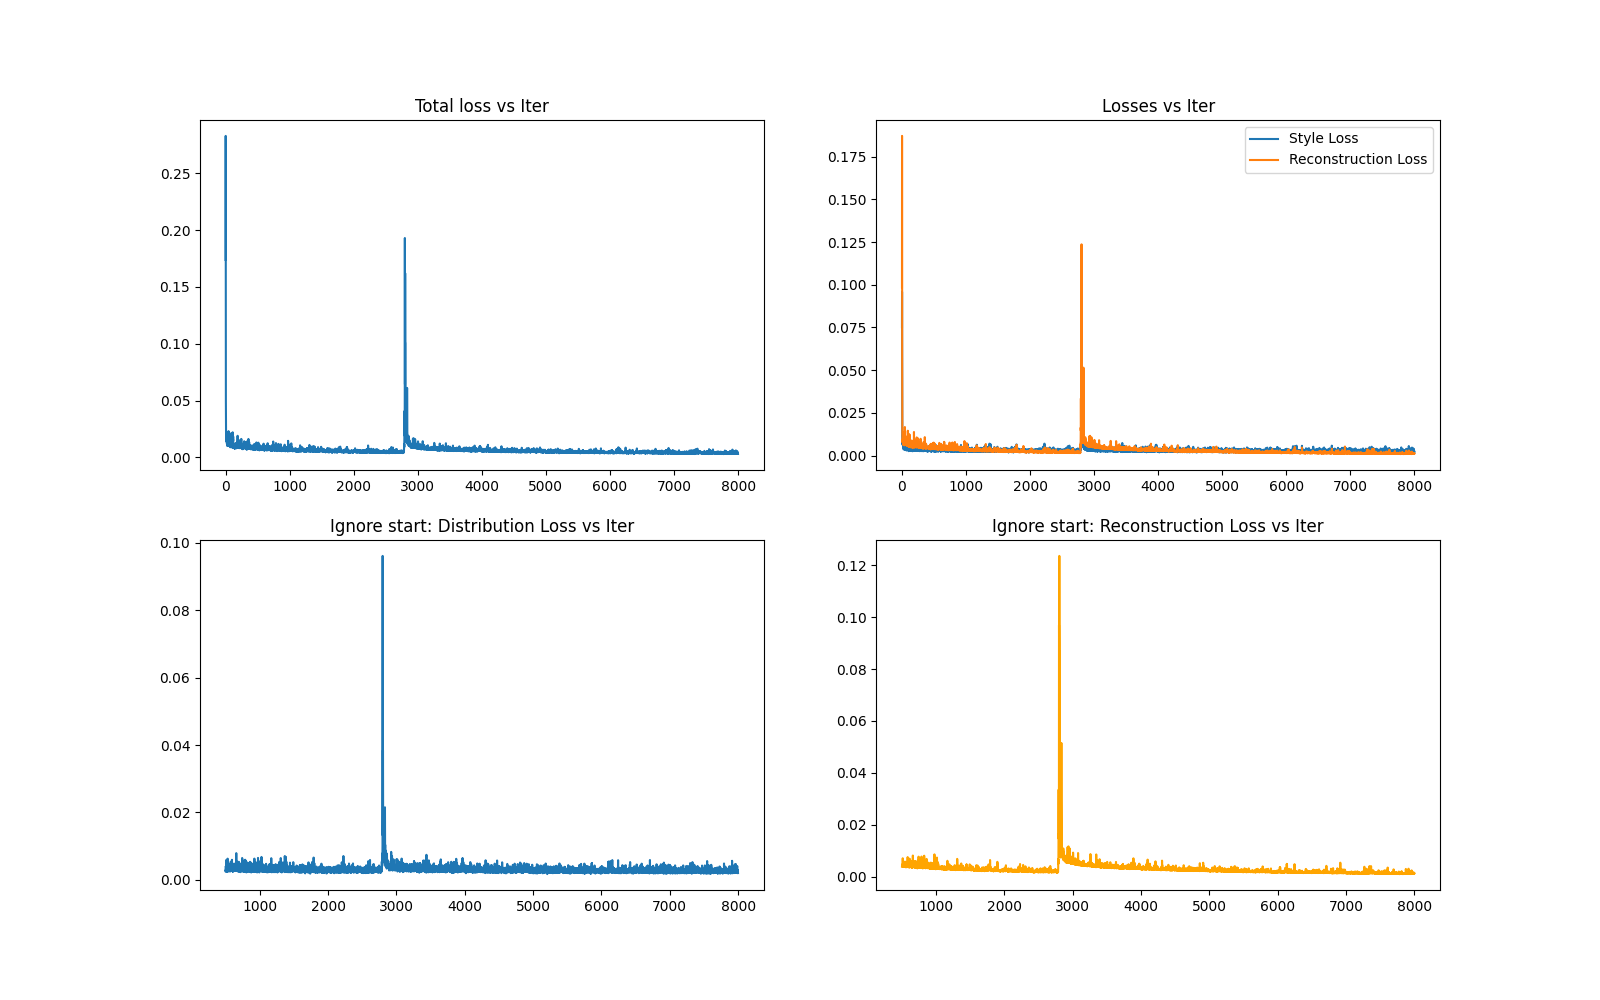 Total loss vs Iter
0.25
0.20
0.15
0.10
0.05
0.00
0 1000 2000 3000 4000 5000 6000 7000 8000
Losses vs Iter
Style Loss
Reconstruction Loss
0.175
0.150
0.125
0.100
0.075
0.050
0.025
0.000
0 1000 2000 3000 4000 5000 6000 7000 8000
Ignore start: Distribution Loss vs Iter
0.10
0.08
0.06
0.04
0.02
0.00
1000 2000 3000 4000 5000 6000 7000 8000
Ignore start: Reconstruction Loss vs Iter
0.12
0.10
0.08
0.06
0.04
0.02
0.00
1000 2000 3000 4000 5000 6000 7000 8000